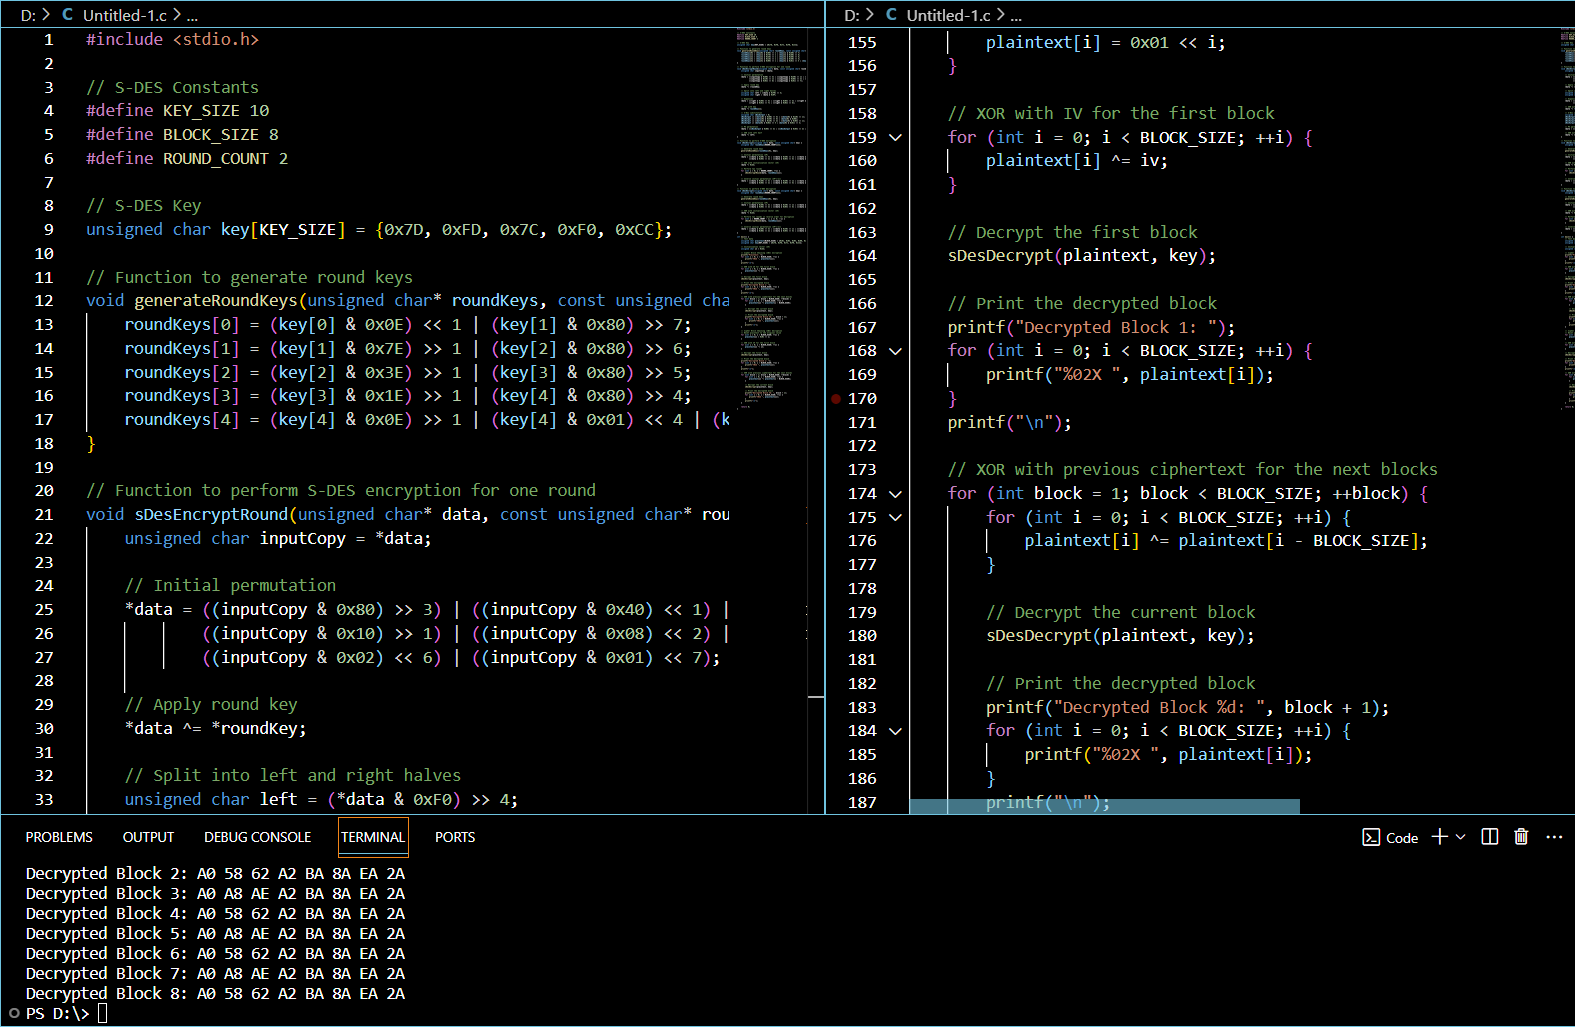 D: > C Untitled-1.c > ...
1 #include <stdio.h>
2
3 // S-DES Constants
4 #define KEY_SIZE 10
5 #define BLOCK_SIZE 8
6 #define ROUND_COUNT 2
7
8 // S-DES Key
9 unsigned char key[KEY_SIZE] = {0x7D, 0xFD, 0x7C, 0xF0, 0xCC};
10
11 // Function to generate round keys
12 void generateRoundKeys(unsigned char* roundKeys, const unsigned cha
13 roundKeys[0] = (key[0] & 0x0E) << 1 | (key[1] & 0x80) >> 7;
14 roundKeys[1] = (key[1] & 0x7E) >> 1 | (key[2] & 0x80) >> 6;
15 roundKeys[2] = (key[2] & 0x3E) >> 1 | (key[3] & 0x80) >> 5;
16 roundKeys[3] = (key[3] & 0x1E) >> 1 | (key[4] & 0x80) >> 4;
17 roundKeys[4] = (key[4] & 0x0E) >> 1 | (key[4] & 0x01) << 4 | (k
18 }
19
20 // Function to perform S-DES encryption for one round
21 void sDesEncryptRound(unsigned char* data, const unsigned char* rou
22 unsigned char inputCopy = *data;
23
24 // Initial permutation
25 *data = ((inputCopy & 0x80) >> 3) | ((inputCopy & 0x40) << 1) |
26 ((inputCopy & 0x10) >> 1) | ((inputCopy & 0x08) << 2) |
27 ((inputCopy & 0x02) << 6) | ((inputCopy & 0x01) << 7);
28
29 // Apply round key
30 *data ^= *roundKey;
31
32 // Split into left and right halves
33 unsigned char left = (*data & 0xF0) >> 4;
D: > C Untitled-1.c > ...
155 plaintext[i] = 0x01 << i;
156 }
157
158 // XOR with IV for the first block
159 for (int i = 0; i < BLOCK_SIZE; ++i) {
160 plaintext[i] ^= iv;
161 }
162
163 // Decrypt the first block
164 sDesDecrypt(plaintext, key);
165
166 // Print the decrypted block
167 printf("Decrypted Block 1: ");
168 for (int i = 0; i < BLOCK_SIZE; ++i) {
169 printf("%02X ", plaintext[i]);
170 }
171 printf("\n");
172
173 // XOR with previous ciphertext for the next blocks
174 for (int block = 1; block < BLOCK_SIZE; ++block) {
175 for (int i = 0; i < BLOCK_SIZE; ++i) {
176 plaintext[i] ^= plaintext[i - BLOCK_SIZE];
177 }
178
179 // Decrypt the current block
180 sDesDecrypt(plaintext, key);
181
182 // Print the decrypted block
183 printf("Decrypted Block %d: ", block + 1);
184 for (int i = 0; i < BLOCK_SIZE; ++i) {
185 printf("%02X ", plaintext[i]);
186 }
187 printf("\n");
PROBLEMS OUTPUT DEBUG CONSOLE TERMINAL PORTS Code
Decrypted Block 2: A0 58 62 A2 BA 8A EA 2A
Decrypted Block 3: A0 A8 AE A2 BA 8A EA 2A
Decrypted Block 4: A0 58 62 A2 BA 8A EA 2A
Decrypted Block 5: A0 A8 AE A2 BA 8A EA 2A
Decrypted Block 6: A0 58 62 A2 BA 8A EA 2A
Decrypted Block 7: A0 A8 AE A2 BA 8A EA 2A
Decrypted Block 8: A0 58 62 A2 BA 8A EA 2A
PS D:\>